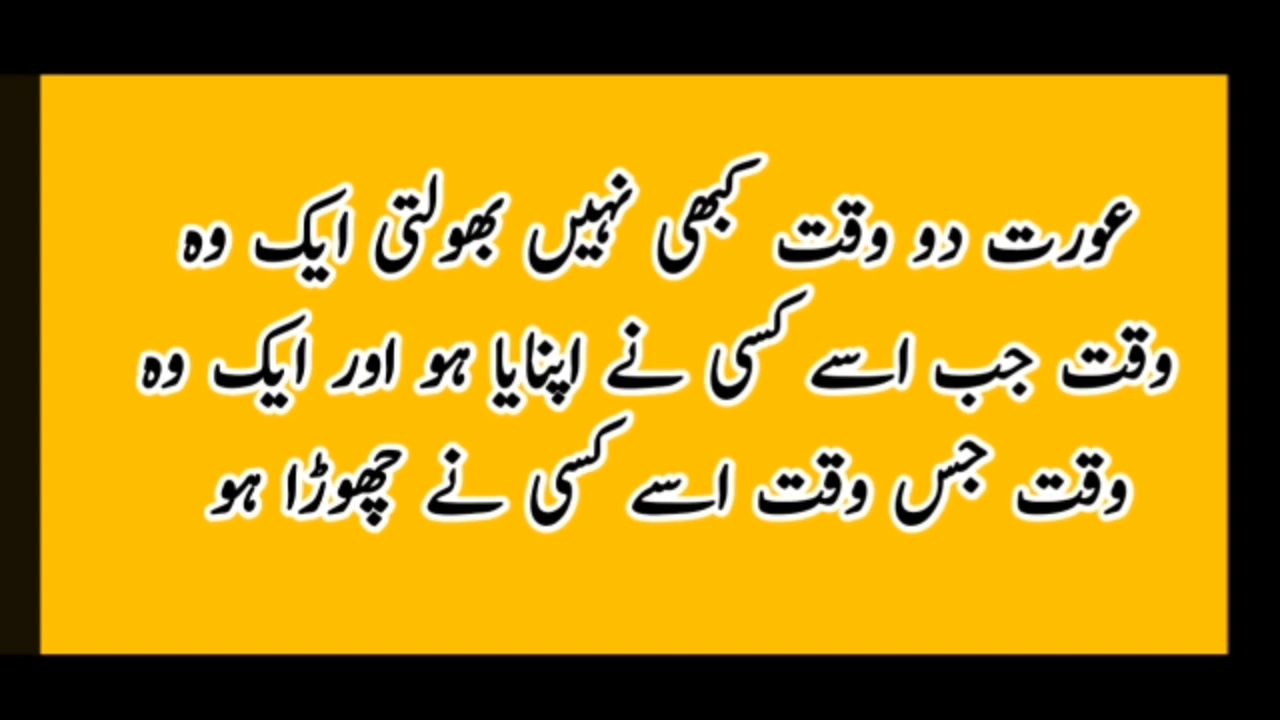 عورت دو وقت کبھی نہیں بھولتی ایک وہ
وقت جب اسے کسی نے اپنایا ہو اور ایک وہ
وقت جس وقت اسے کسی نے چھوڑا ہو